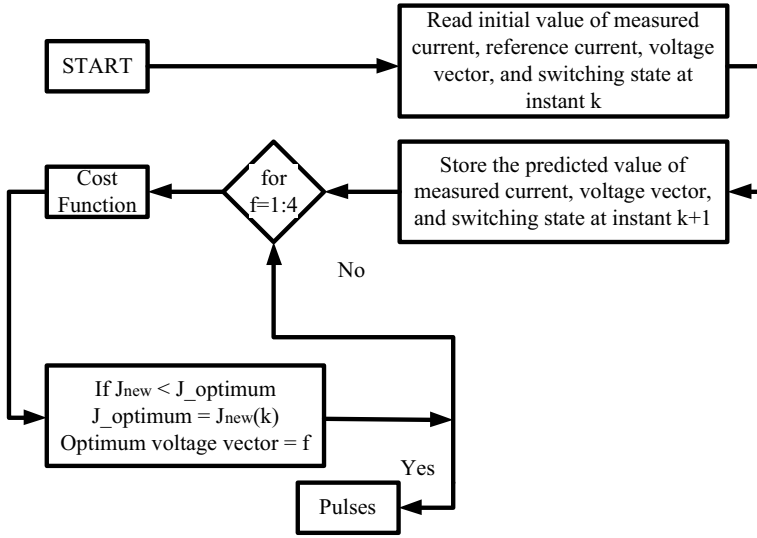 START
Read initial value of measured
current, reference current, voltage
vector, and switching state at
instant k
Store the predicted value of
measured current, voltage vector,
and switching state at instant k+1
for
f=1:4
Cost
Function
No
If Jnew < J_optimum
J_optimum = Jnew(k)
Optimum voltage vector = f
Yes
Pulses